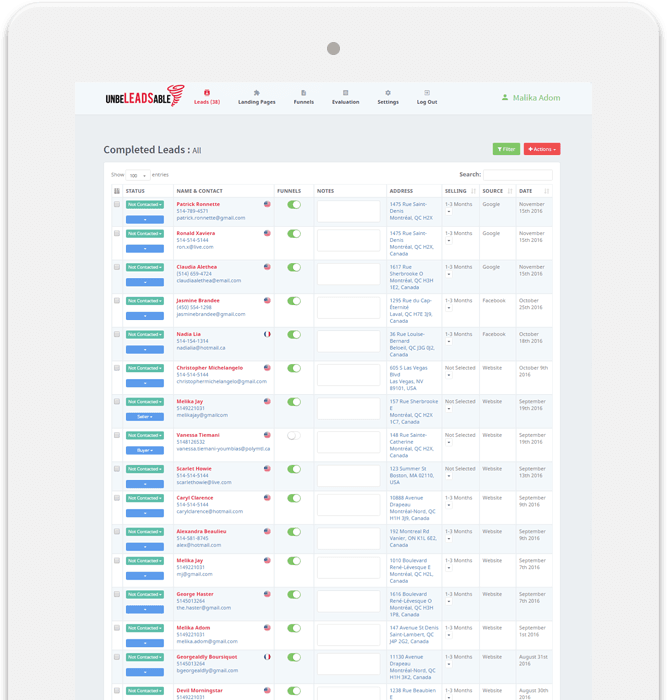 UNBELEADSABLE
Leads (38)
Landing Pages
Funnels
Evaluation
Settings
Log Out
Malika Adom
Completed Leads : All
Filter
Actions
Show 100 entries
Search:
STATUS NAME & CONTACT FUNNELS NOTES ADDRESS SELLING SOURCE DATE
Not Contacted
Patrick Ronnette
514-789-4571
patrick.ronnette@gmail.com
1475 Rue Saint-
Denis
Montréal, QC H2X
1-3 Months
Google
November
15th 2016
Not Contacted
Ronald Xaviera
514-514-5144
ron.x@live.com
1475 Rue Saint-
Denis
Montréal, QC H2X,
Canada
1-3 Months
Google
November
15th 2016
Not Contacted
Claudia Alethea
(514) 659-4724
claudiaalethea@email.com
1617 Rue
Sherbrooke O
Montréal, QC H3H
1E2, Canada
1-3 Months
Google
November
15th 2016
Not Contacted
Jasmine Brandee
(450) 554-1298
jasminebrandee@gmail.com
1295 Rue du Cap-
Éternité
Laval, QC H7E 3J9,
Canada
1-3 Months
Facebook
October
25th 2016
Not Contacted
Nadia Lia
514-154-1314
nadialia@hotmail.ca
36 Rue Louise-
Bernard
Beloeil, QC J3G 0J2,
Canada
1-3 Months
Facebook
October
18th 2016
Not Contacted
Christopher Michelangelo
514-514-5144
christophermichelangelo@gmail.com
605 S Las Vegas
Blvd
Las Vegas, NV
89101, USA
Not Selected
Website
October 9th
2016
Not Contacted
Seller
Melika Jay
5149221031
melikajay@gmail.com
157 Rue Sherbrooke
E
Montréal, QC H2X
1C7, Canada
Not Selected
Website
September
19th 2016
Not Contacted
Buyer
Vanessa Tiemani
5148126532
vanessa.tiemani-youmbias@polymtl.ca
148 Rue Sainte-
Catherine
Montréal, QC H2X,
Canada
Not Selected
Website
September
19th 2016
Not Contacted
Scarlet Howie
514-514-5144
scarlethowie@live.com
123 Summer St
Boston, MA 02110,
USA
Not Selected
Website
September
13th 2016
Not Contacted
Caryl Clarence
514-514-5144
carylclarence@hotmail.com
10888 Avenue
Drapeau
Montréal-Nord, QC
H1H 3J9, Canada
1-3 Months
Website
September
9th 2016
Not Contacted
Alexandra Beaulieu
514-581-8745
alex@hotmail.com
192 Montreal Rd
Vanier, ON K1L 6E2,
Canada
1-3 Months
Website
September
9th 2016
Not Contacted
Melika Jay
5149221031
mj@gmail.com
1010 Boulevard
René-Lévesque E
Montréal, QC H2L,
Canada
1-3 Months
Website
September
7th 2016
Not Contacted
George Haster
5145013264
the.haster@gmail.com
1616 Boulevard
René-Lévesque O
Montréal, QC H3H
1P8, Canada
1-3 Months
Website
September
7th 2016
Not Contacted
Melika Adom
5149221031
melika.adom@gmail.com
147 Avenue St Denis
Saint-Lambert, QC
J4P 2G2, Canada
1-3 Months
Website
September
1st 2016
Not Contacted
Georgealdly Boursiquot
5145013264
bgeorgealdly@gmail.com
11130 Avenue
Drapeau
Montréal-Nord, QC
H1H 3K2, Canada
1-3 Months
Website
August 31st
2016
Not Contacted
Devil Morningstar
1238 Rue Beaubien
E
1-3 Months
Website
August 30th
2016